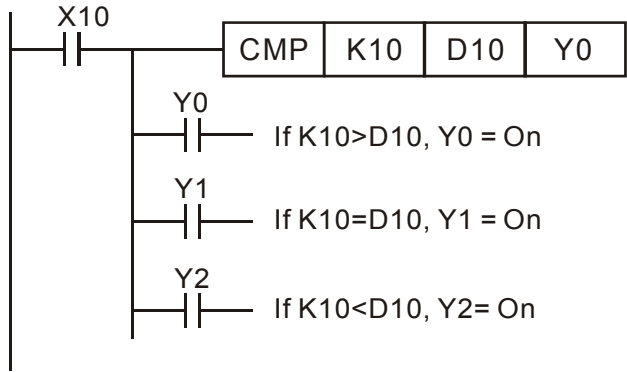 X10
CMP K10 D10 Y0
Y0
If K10>D10, Y0 = On
Y1
If K10=D10, Y1 = On
Y2
If K10<D10, Y2= On